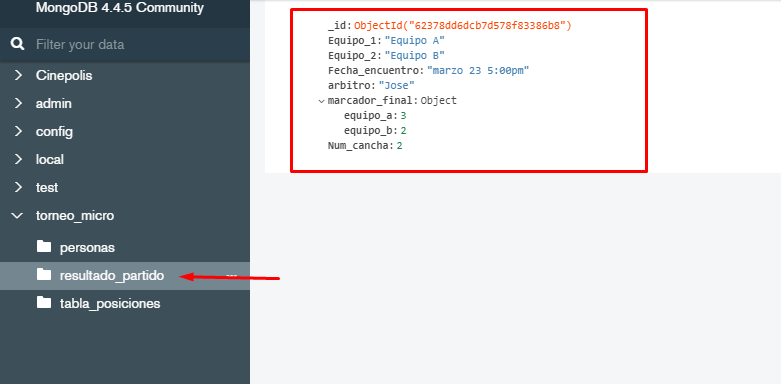 MongoDB 4.4.5 Community
Filter your data
Cinepolis
admin
config
local
test
torneo_micro
personas
resultado_partido ...
tabla_posiciones
_id:ObjectId("62378dd6dcb7d578f83386b8")
Equipo_1:"Equipo A"
Equipo_2:"Equipo B"
Fecha_encuentro:"marzo 23 5:00pm"
arbitro:"Jose"
marcador_final:Object
equipo_a:3
equipo_b:2
Num_cancha:2